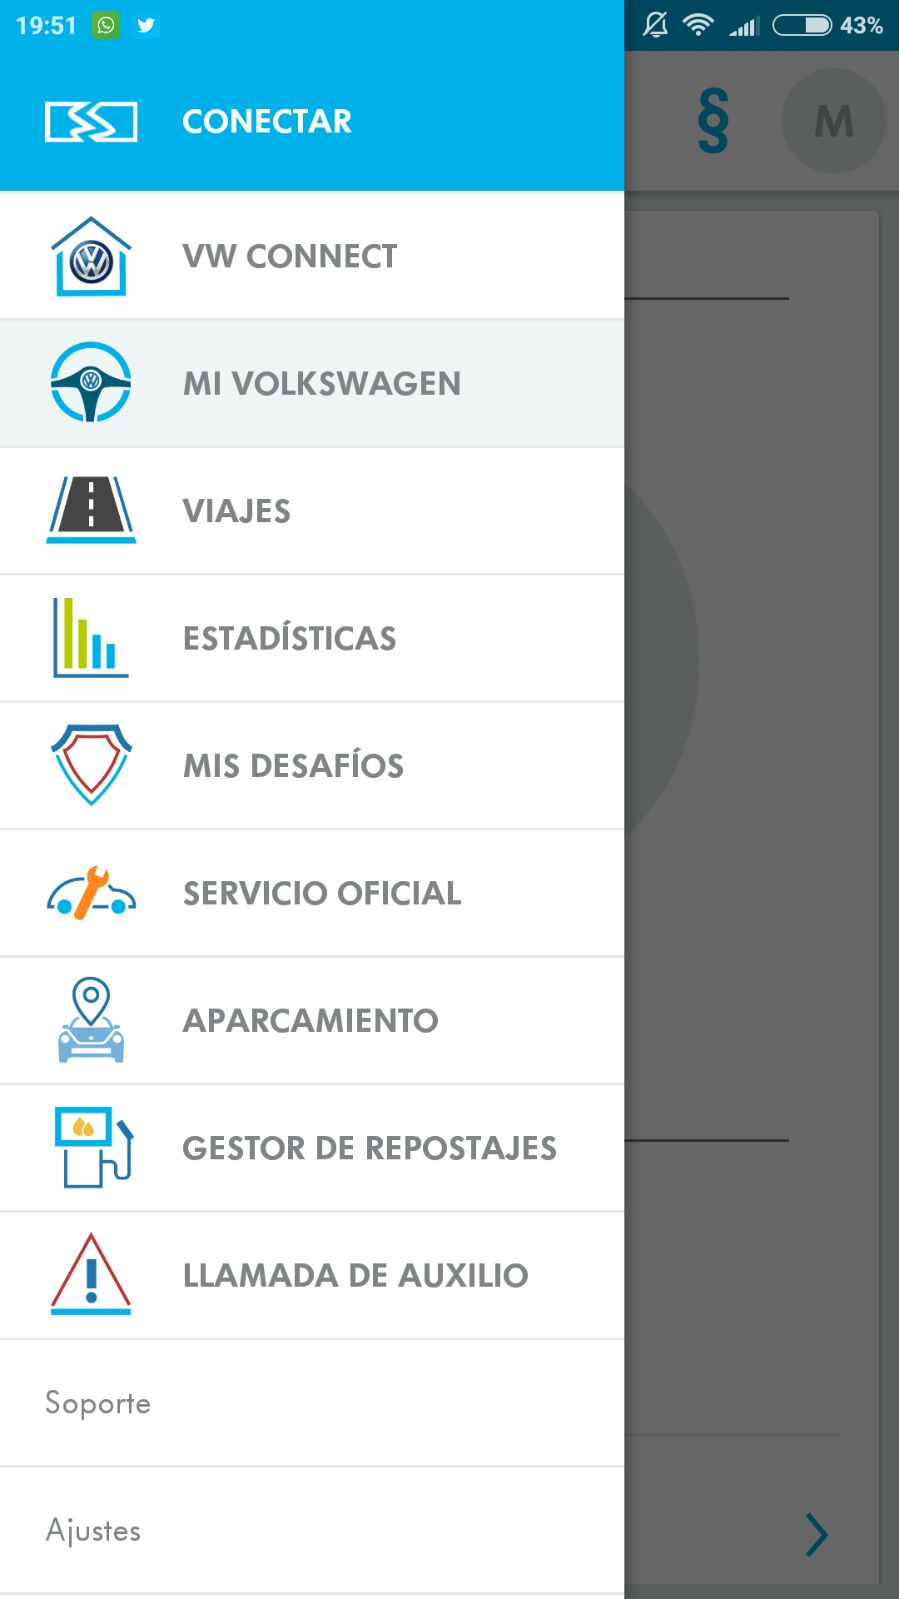 19:51
43%
CONECTAR
§
M
VW CONNECT
MI VOLKSWAGEN
VIAJES
ESTADÍSTICAS
MIS DESAFÍOS
SERVICIO OFICIAL
APARCAMIENTO
GESTOR DE REPOSTAJES
LLAMADA DE AUXILIO
Soporte
Ajustes